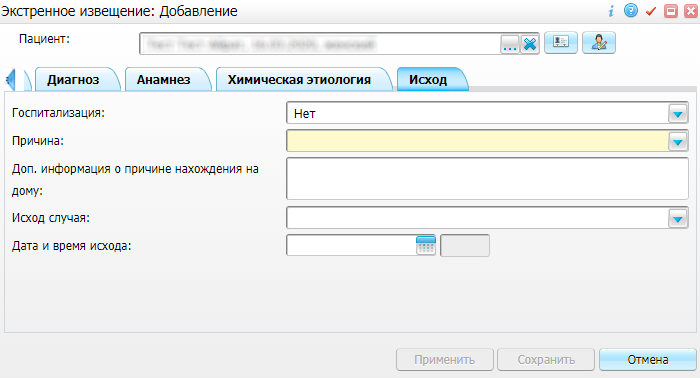 Экстренное извещение: Добавление
Пациент:
...
Диагноз
Анамнез
Химическая этиология
Исход
Госпитализация:
Нет
Причина:
Доп. информация о причине нахождения на
дому:
Исход случая:
Дата и время исхода:
Применить
Сохранить
Отмена